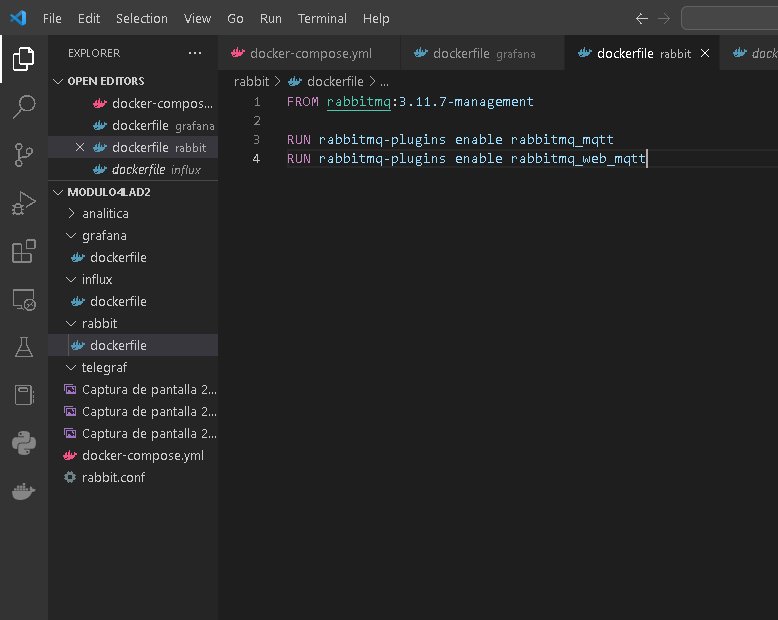 File Edit Selection View Go Run Terminal Help
EXPLORER ...
docker-compose.yml
dockerfile grafana
dockerfile rabbit
dock
OPEN EDITORS
docker-compos...
dockerfile grafana
dockerfile rabbit
dockerfile influx
MODULO4LAD2
analitica
grafana
dockerfile
influx
dockerfile
rabbit
dockerfile
telegraf
Captura de pantalla 2...
Captura de pantalla 2...
Captura de pantalla 2...
docker-compose.yml
rabbit.conf
rabbit > dockerfile > ...
1 FROM rabbitmq:3.11.7-management
2
3 RUN rabbitmq-plugins enable rabbitmq_mqtt
4 RUN rabbitmq-plugins enable rabbitmq_web_mqtt